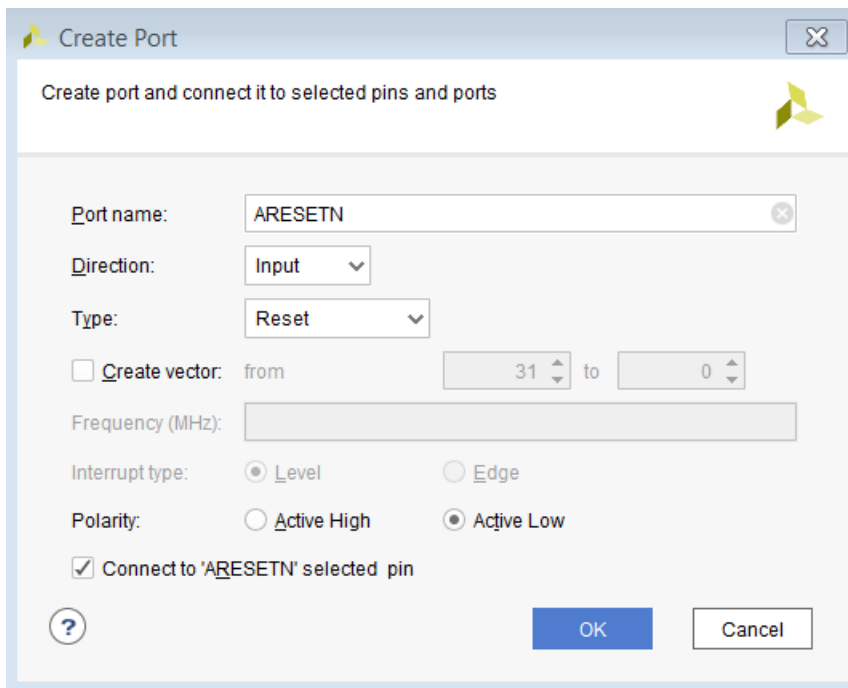 Create Port
Create port and connect it to selected pins and ports
Port name: ARESETN
Direction: Input
Type: Reset
Create vector: from 31 to 0
Frequency (MHz):
Interrupt type: Level Edge
Polarity: Active High Active Low
Connect to 'ARESETN' selected pin
? OK Cancel